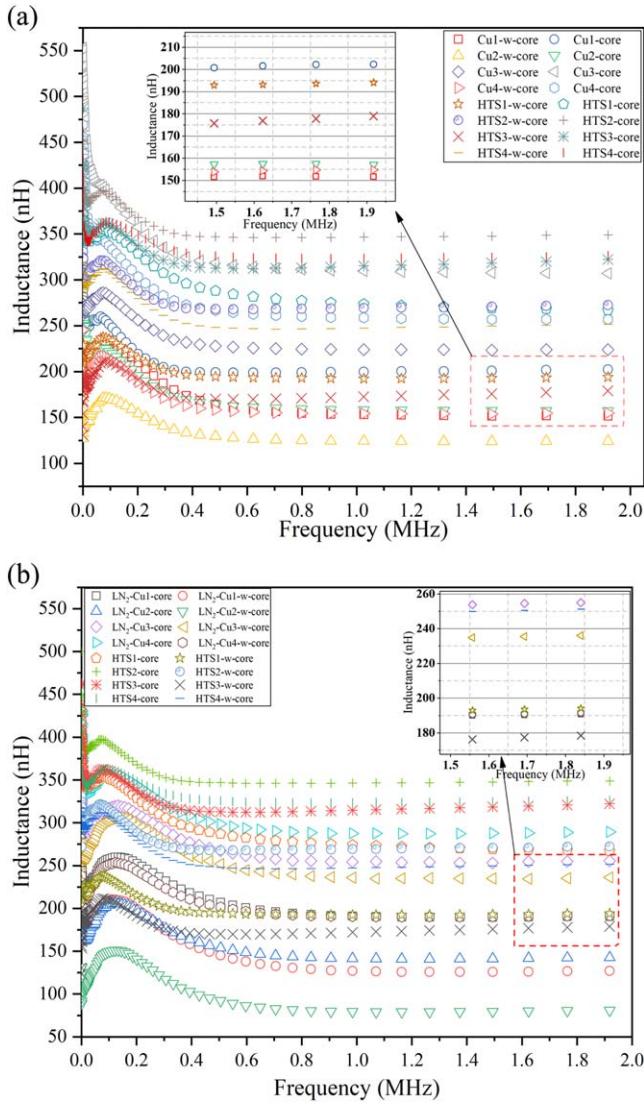 (a)
Inductance (nH)
575
550
500
450
400
350
300
250
200
150
100
75
0.0 0.2 0.4 0.6 0.8 1.0 1.2 1.4 1.6 1.8 2.0
Frequency (MHz)
Inductance (nH)
210
200
190
180
170
160
150
1.5 1.6 1.7 1.8 1.9
Frequency (MHz)
Cu1-w-core Cu1-core
Cu2-w-core Cu2-core
Cu3-w-core Cu3-core
Cu4-w-core Cu4-core
HTS1-w-core HTS1-core
HTS2-w-core HTS2-core
HTS3-w-core HTS3-core
HTS4-w-core HTS4-core
(b)
Inductance (nH)
575
550
500
450
400
350
300
250
200
150
100
50
0.0 0.2 0.4 0.6 0.8 1.0 1.2 1.4 1.6 1.8 2.0
Frequency (MHz)
LN₂-Cu1-core LN₂-Cu1-w-core
LN₂-Cu2-core LN₂-Cu2-w-core
LN₂-Cu3-core LN₂-Cu3-w-core
LN₂-Cu4-core LN₂-Cu4-w-core
HTS1-core HTS1-w-core
HTS2-core HTS2-w-core
HTS3-core HTS3-w-core
HTS4-core HTS4-w-core
Inductance (nH)
260
240
220
200
180
1.5 1.6 1.7 1.8 1.9
Frequency (MHz)